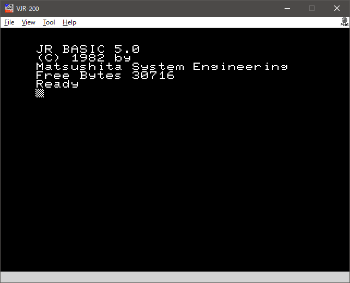 VJR 200
File View Tool Help
JR BASIC 5.0
(C) 1982 by
Matsushita System Engineering
Free Bytes 30716
Ready